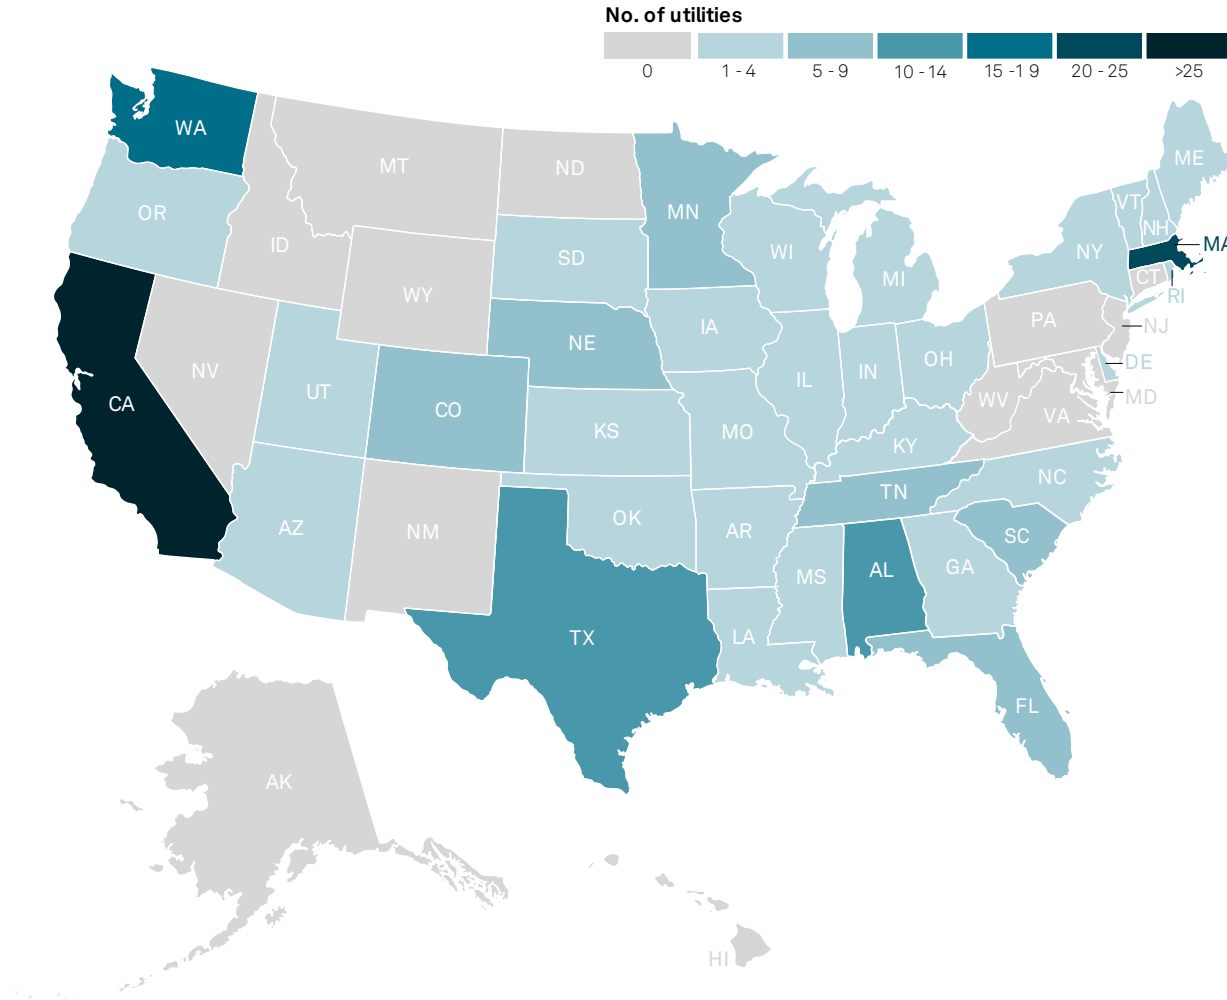 No. of utilities
0 1 - 4 5 - 9 10 - 14 15 -1 9 20 - 25 >25
WA
MT
ND
MN
ME
OR
ID
SD
WI
MI
VT
NH
NY
MA
WY
IA
CT
RI
NE
PA
NJ
NV
UT
CO
IL
IN
OH
DE
CA
KS
MO
KY
WV
VA
MD
AZ
NM
OK
AR
TN
NC
MS
AL
GA
SC
TX
LA
FL
AK
HI